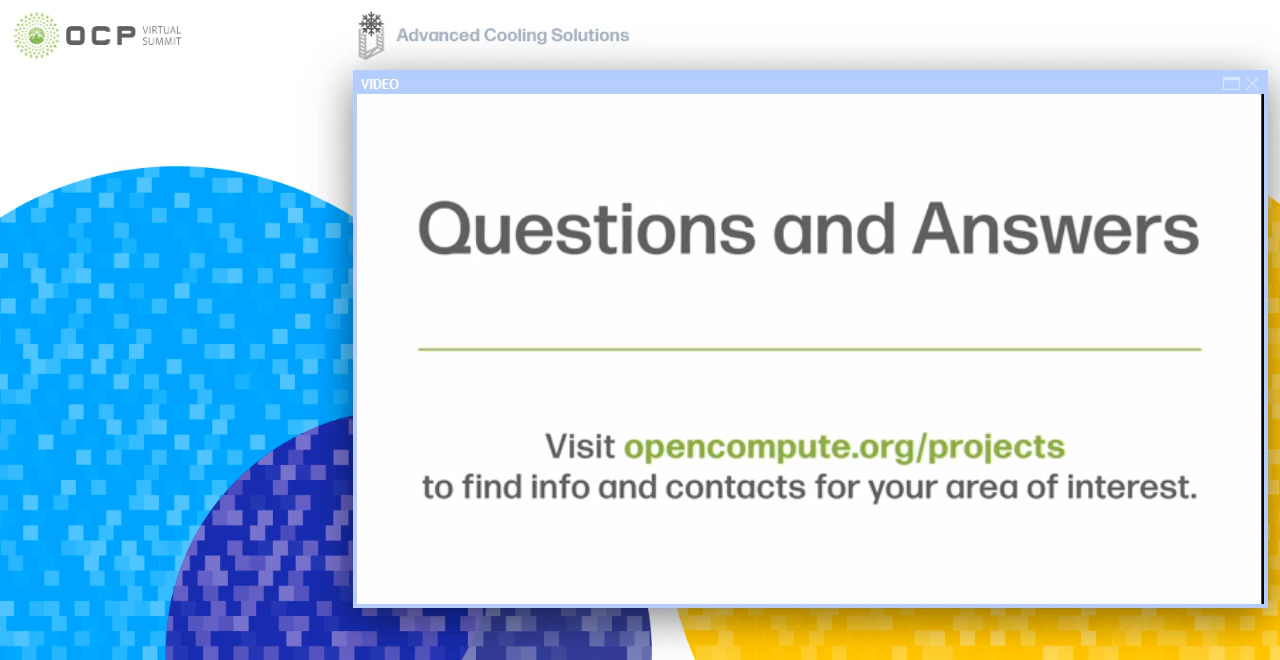 OCP VIRTUAL SUMMIT
Advanced Cooling Solutions
VIDEO
Questions and Answers
Visit opencompute.org/projects
to find info and contacts for your area of interest.